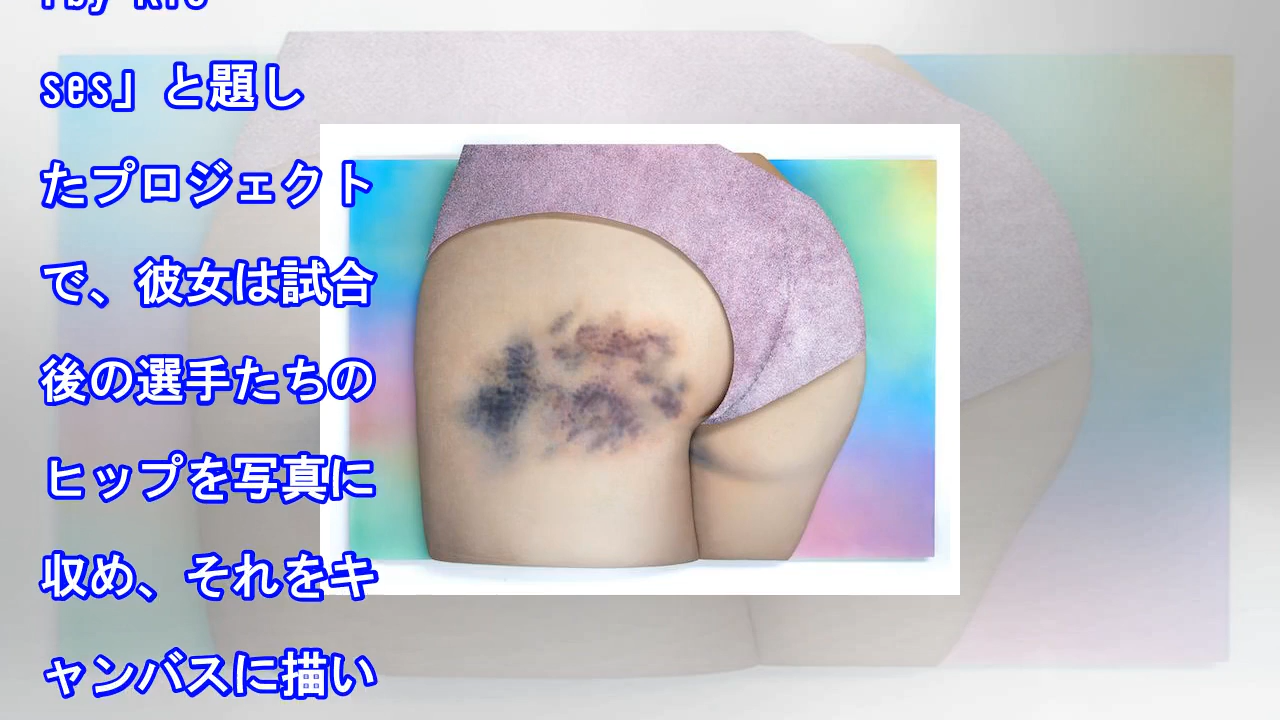 ses」と題し
たプロジェクト
で、彼女は試合
後の選手たちの
ヒップを写真に
収め、それをキ
ャンバスに描い